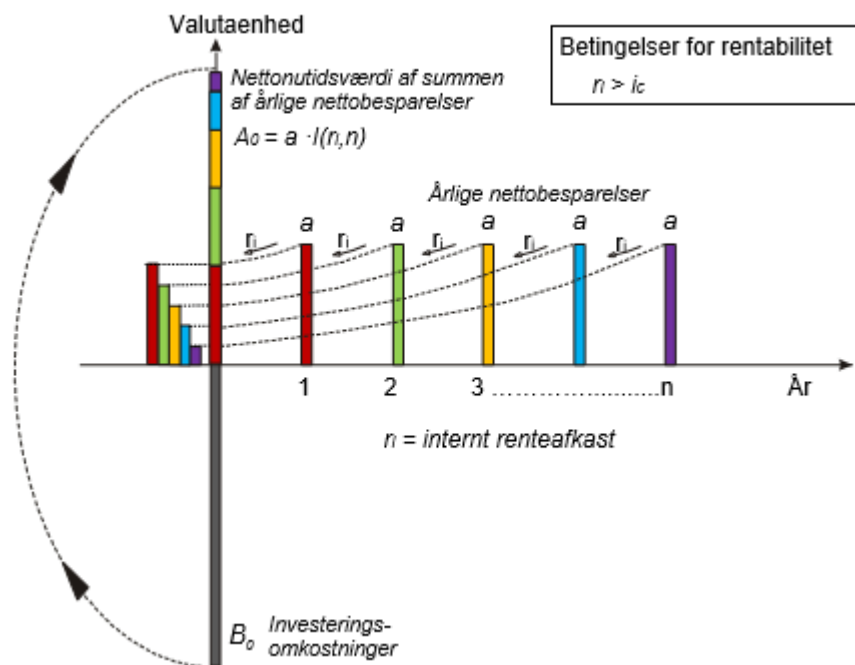 Valutaenhed
Betingelser for rentabilitet
rᵢ > i꜀
Nettonutidsværdi af summen
af årlige nettobesparelser
A₀ = a ·I(rᵢ,n)
Årlige nettobesparelser
a a a a a
rᵢ rᵢ rᵢ rᵢ rᵢ
1 2 3 ........................n År
rᵢ = internt renteafkast
B₀ Investerings-
omkostninger